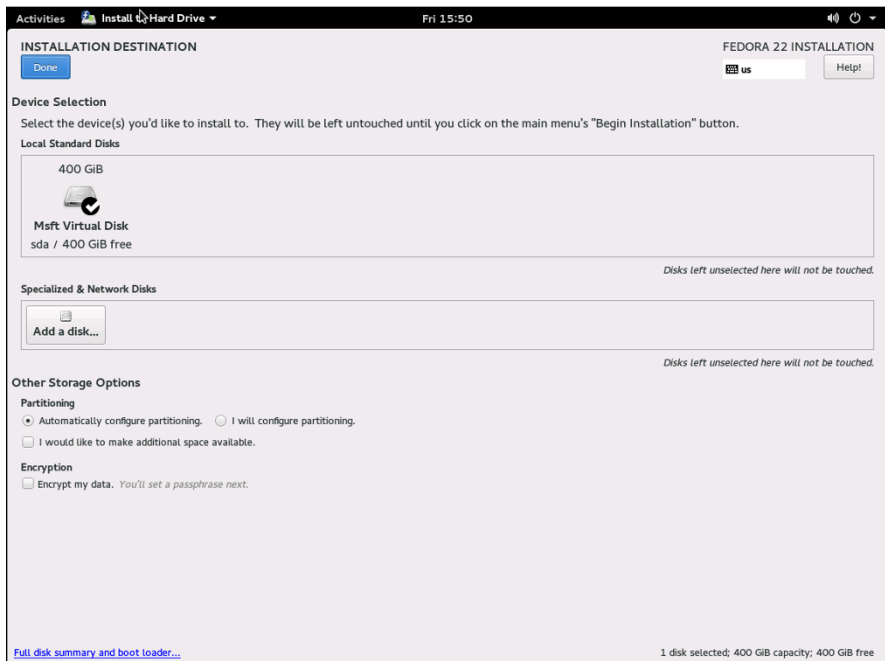 Activities Install to Hard Drive Fri 15:50
INSTALLATION DESTINATION FEDORA 22 INSTALLATION
Done us Help!
Device Selection
Select the device(s) you'd like to install to. They will be left untouched until you click on the main menu's "Begin Installation" button.
Local Standard Disks
400 GiB
Msft Virtual Disk
sda / 400 GiB free
Disks left unselected here will not be touched.
Specialized & Network Disks
Add a disk...
Disks left unselected here will not be touched.
Other Storage Options
Partitioning
Automatically configure partitioning. I will configure partitioning.
I would like to make additional space available.
Encryption
Encrypt my data. You'll set a passphrase next.
Full disk summary and boot loader... 1 disk selected; 400 GiB capacity; 400 GiB free